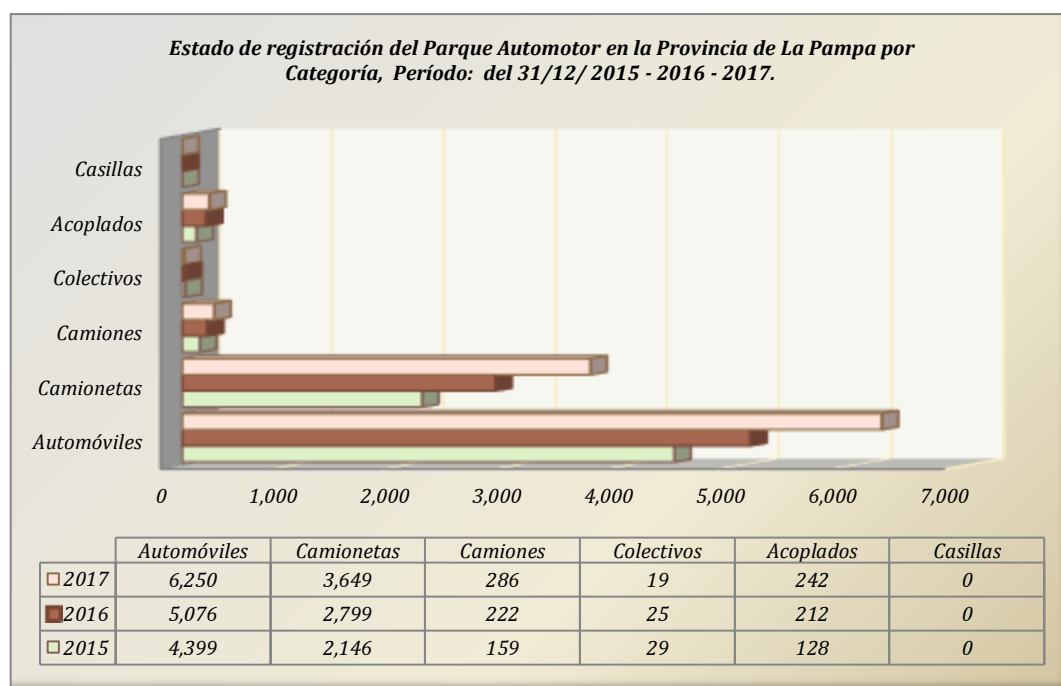 Estado de registración del Parque Automotor en la Provincia de La Pampa por
Categoría, Período: del 31/12/ 2015 - 2016 - 2017.
Casillas
Acoplados
Colectivos
Camiones
Camionetas
Automóviles
0 1,000 2,000 3,000 4,000 5,000 6,000 7,000
Automóviles Camionetas Camiones Colectivos Acoplados Casillas
2017 6,250 3,649 286 19 242 0
2016 5,076 2,799 222 25 212 0
2015 4,399 2,146 159 29 128 0